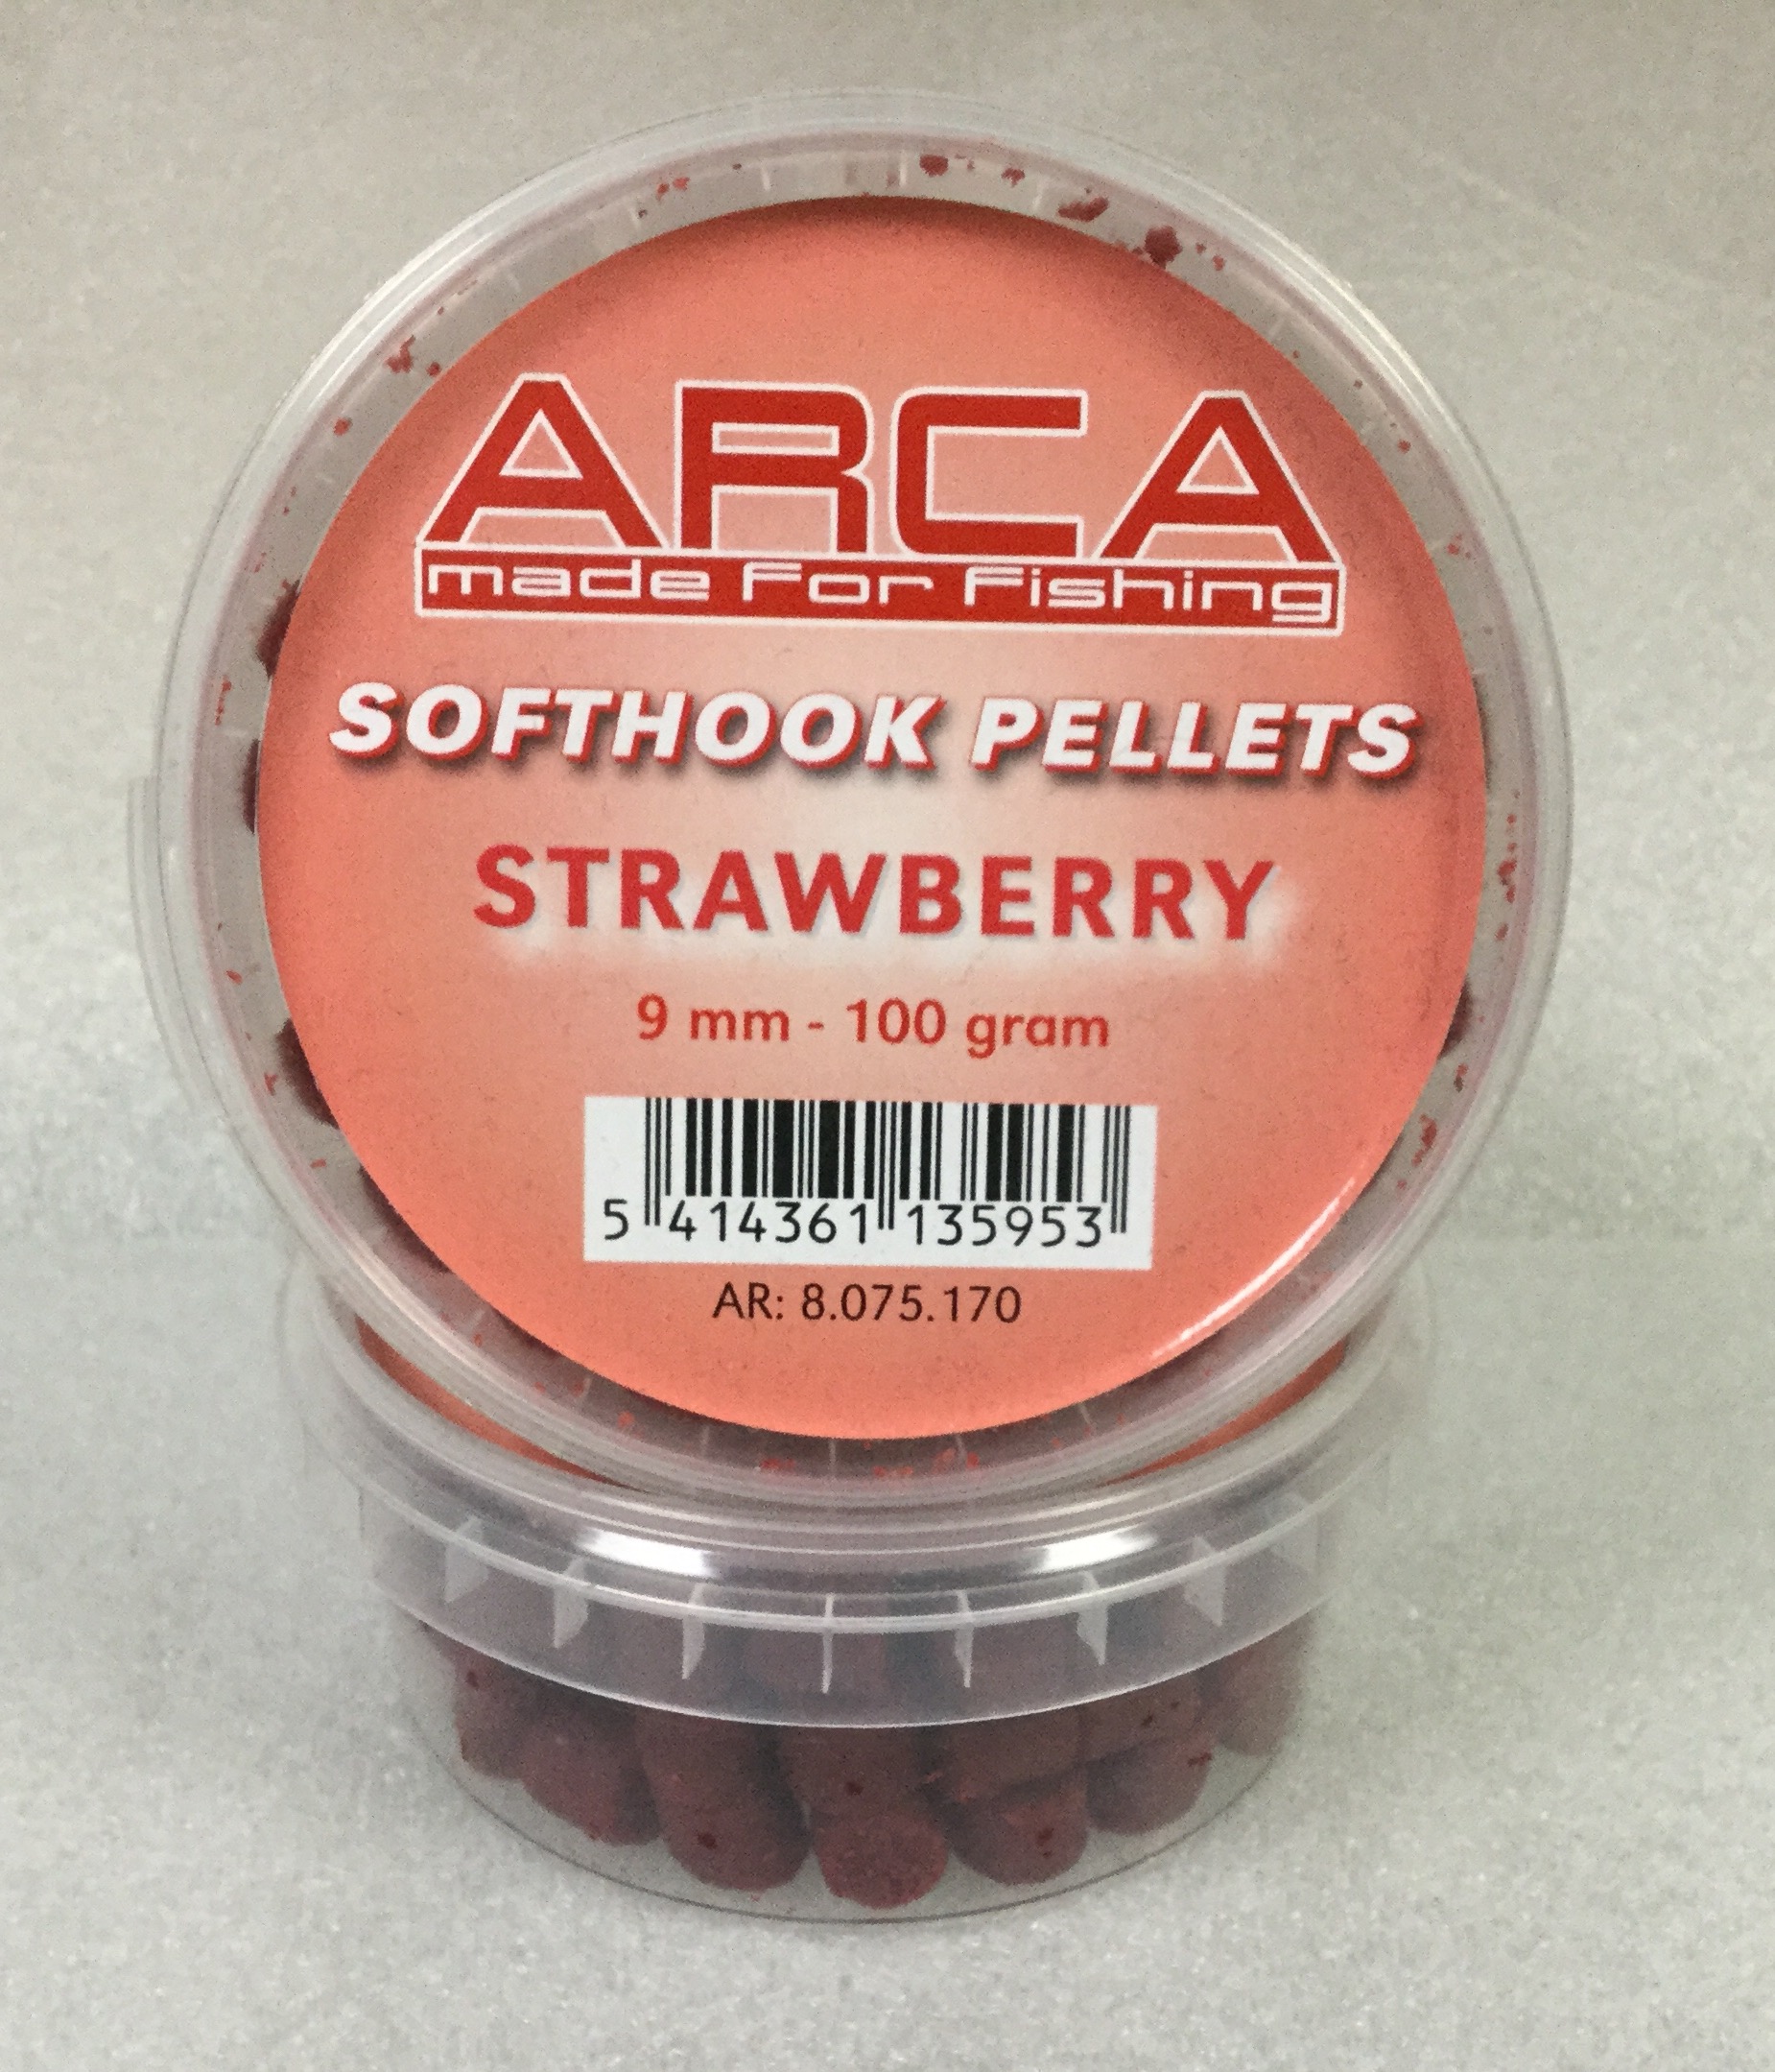 ARCA
made For Fishing
SOFTHOOK PELLETS
STRAWBERRY
9 mm - 100 gram
5 414361 135953
AR: 8.075.170